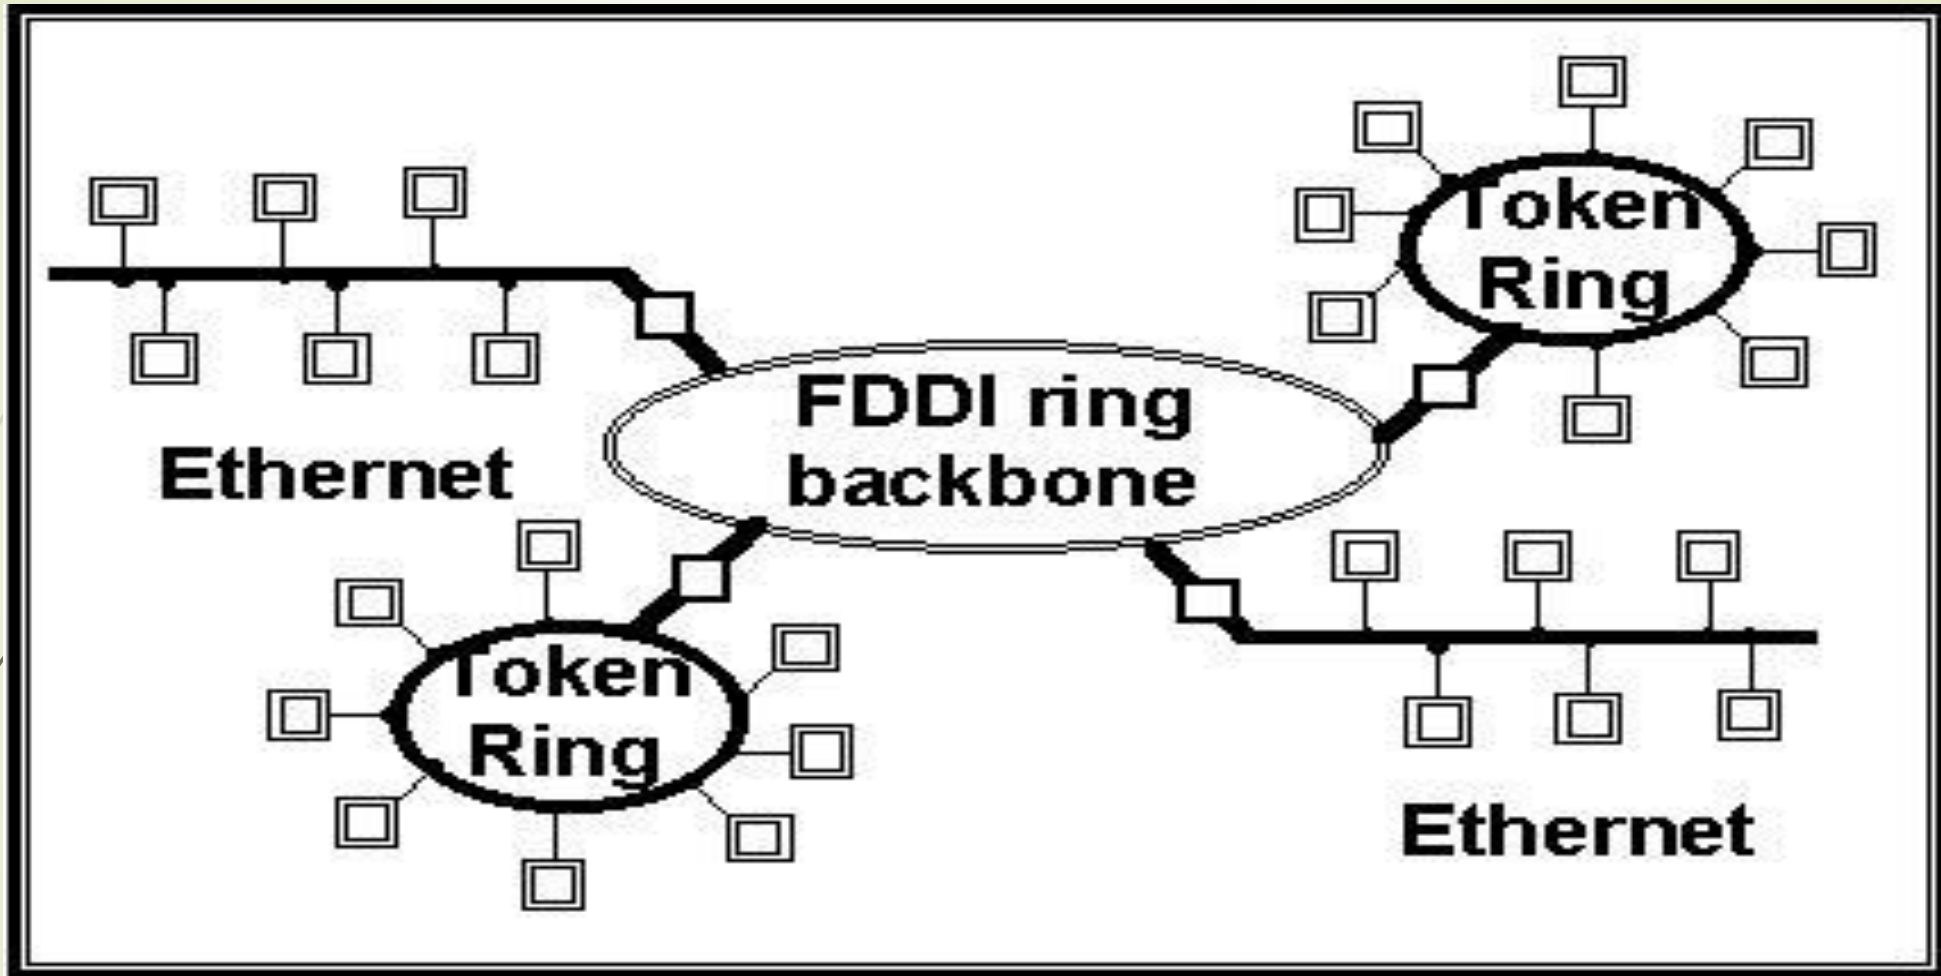 Token
Ring
FDDI ring
backbone
Ethernet
Token
Ring
Ethernet